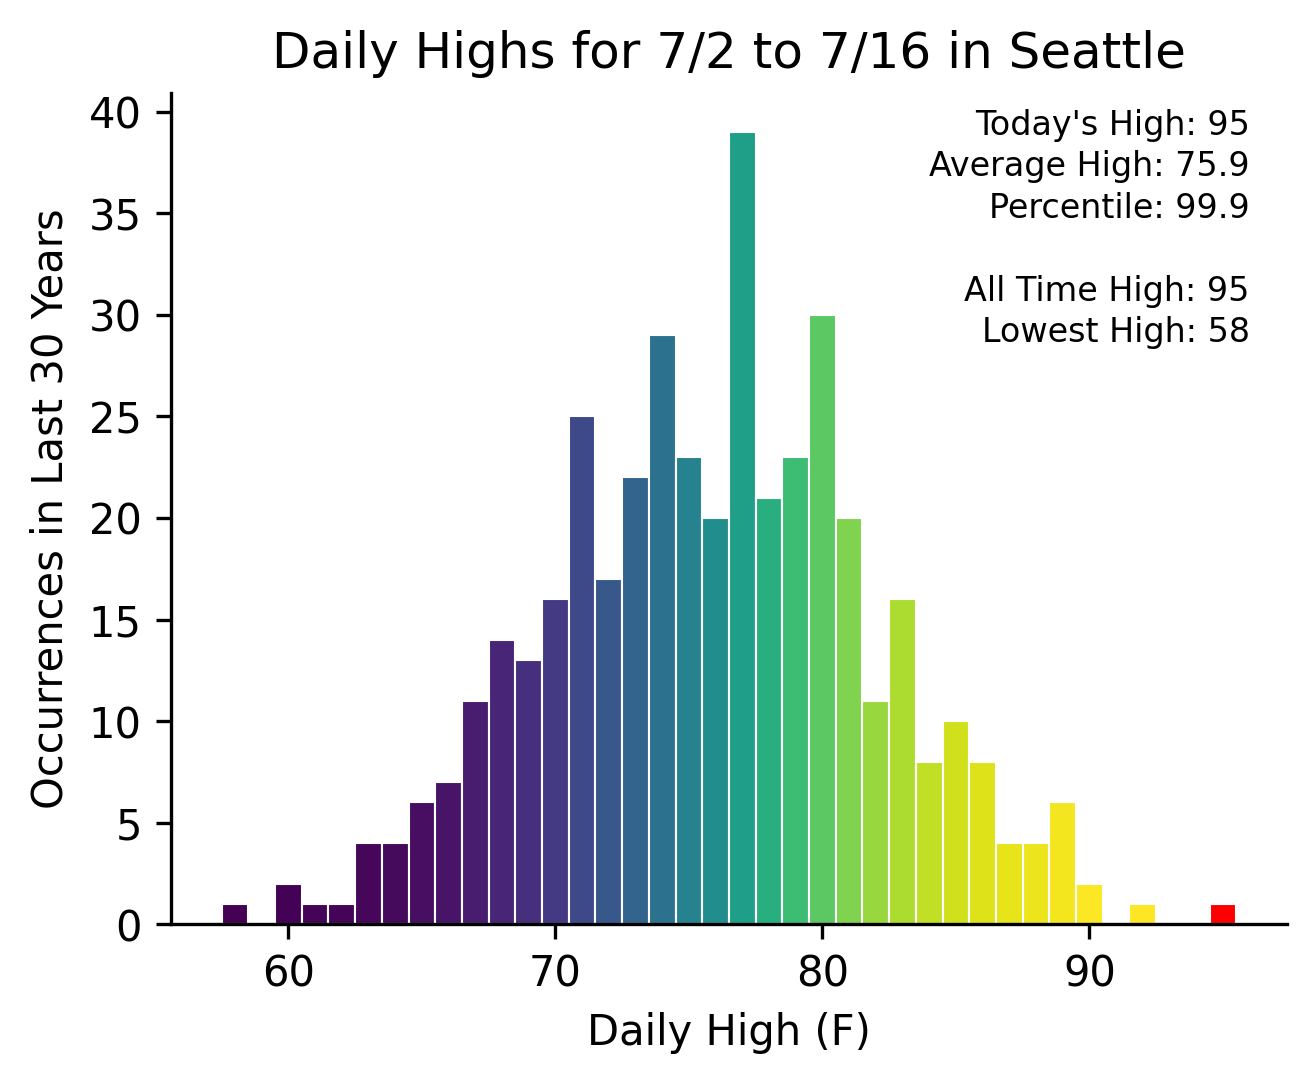 Daily Highs for 7/2 to 7/16 in Seattle
Today's High: 95
Average High: 75.9
Percentile: 99.9
All Time High: 95
Lowest High: 58
Occurrences in Last 30 Years
40
35
30
25
20
15
10
5
0
60 70 80 90
Daily High (F)